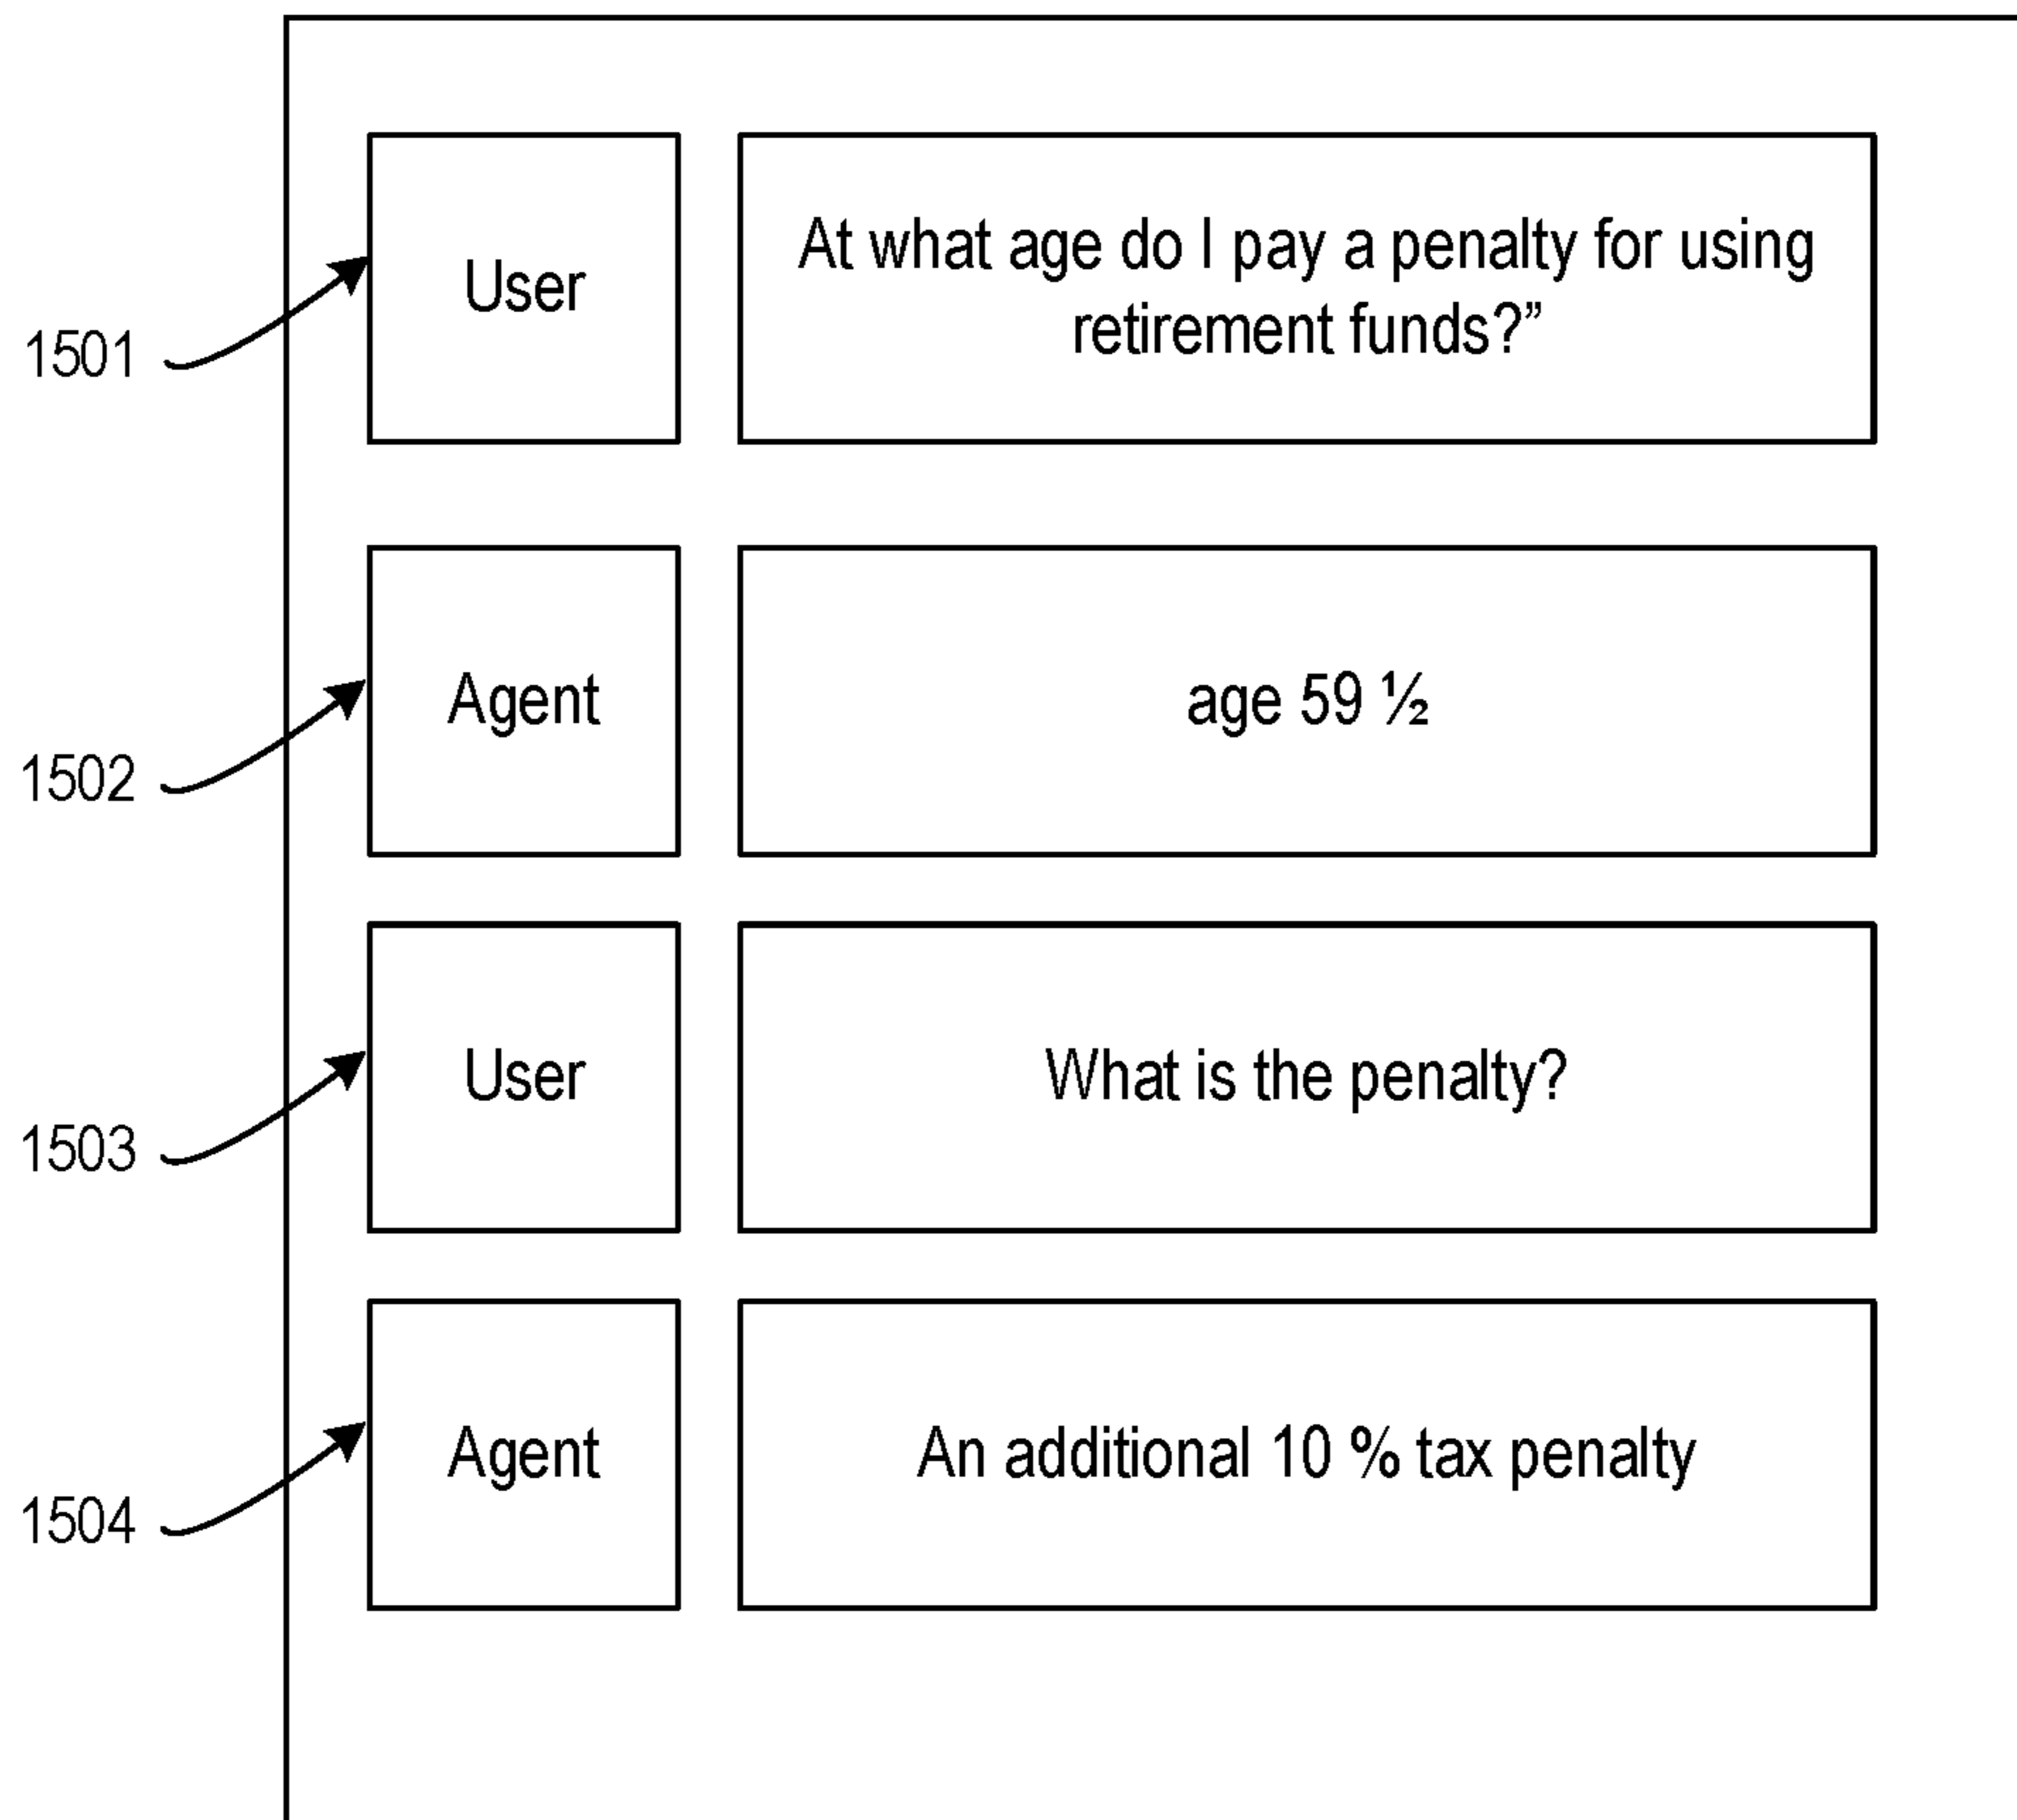 User
At what age do I pay a penalty for using
retirement funds?”
1501
Agent
age 59 ½
1502
User
What is the penalty?
1503
Agent
An additional 10 % tax penalty
1504